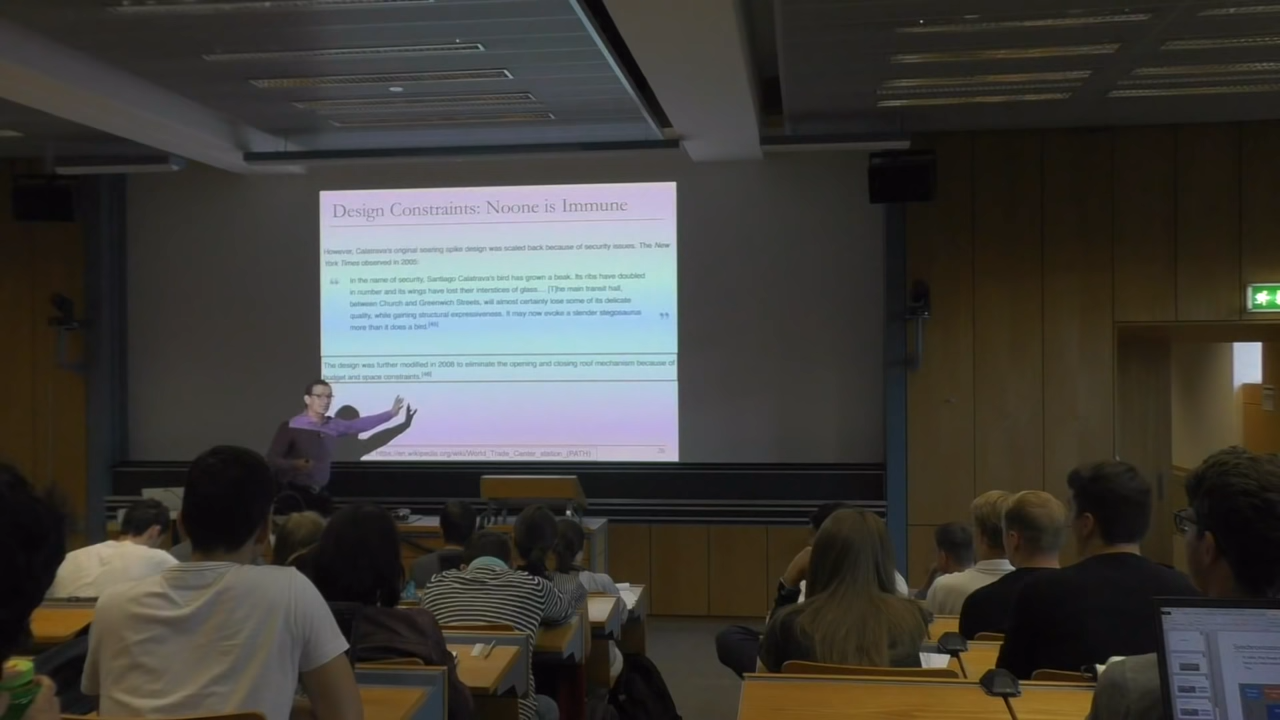 Design Constraints: Noone is Immune
However, Calatrava's original soaring spike design was scaled back because of security issues. The New
York Times observed in 2005:
“ In the name of security, Santiago Calatrava's bird has grown a beak. Its ribs have doubled
in number and its wings have lost their interstices of glass.... [T]he main transit hall,
between Church and Greenwich Streets, will almost certainly lose some of its delicate
quality, while gaining structural expressiveness. It may now evoke a slender stegosaurus
more than it does a bird.[45] ”
The design was further modified in 2008 to eliminate the opening and closing roof mechanism because of
budget and space constraints.[46]
https://en.wikipedia.org/wiki/World_Trade_Center_station_(PATH)